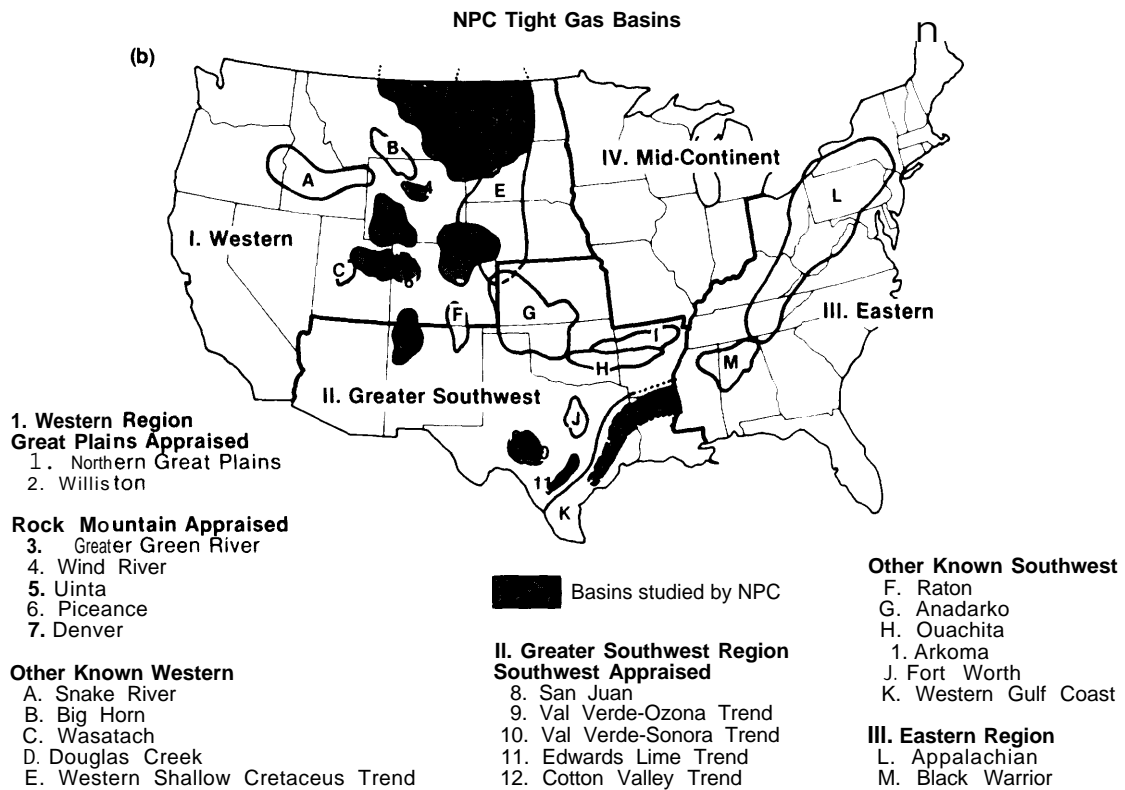 NPC Tight Gas Basins
n
(b)
B
IV. Mid-Continent
A
4
E
L
I. Western
C
6
F
G
III. Eastern
I
H
M
II. Greater Southwest
J
11
K
1. Western Region
Great Plains Appraised
1. Northern Great Plains
2. Williston
Rock Mountain Appraised
3. Greater Green River
4. Wind River
5. Uinta
6. Piceance
7. Denver
Other Known Western
A. Snake River
B. Big Horn
C. Wasatach
D. Douglas Creek
E. Western Shallow Cretaceus Trend
Basins studied by NPC
II. Greater Southwest Region
Southwest Appraised
8. San Juan
9. Val Verde-Ozona Trend
10. Val Verde-Sonora Trend
11. Edwards Lime Trend
12. Cotton Valley Trend
Other Known Southwest
F. Raton
G. Anadarko
H. Ouachita
1. Arkoma
J. Fort Worth
K. Western Gulf Coast
III. Eastern Region
L. Appalachian
M. Black Warrior